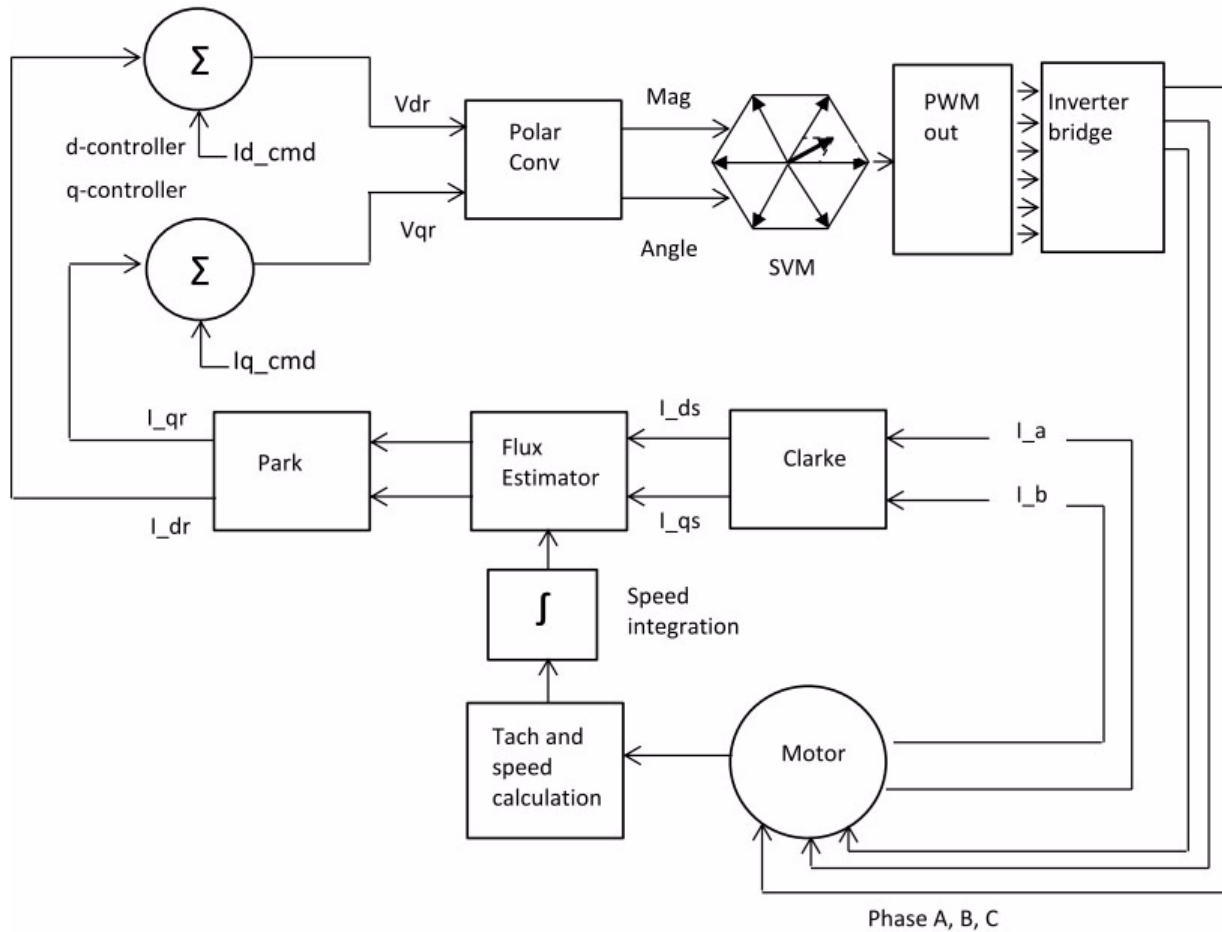 Σ
Vdr
d-controller
Id_cmd
q-controller
Vqr
Σ
Iq_cmd
Polar
Conv
Mag
Angle
SVM
PWM
out
Inverter
bridge
I_qr
I_dr
Park
Flux
Estimator
I_ds
I_qs
Clarke
I_a
I_b
∫
Speed
integration
Tach and
speed
calculation
Motor
Phase A, B, C